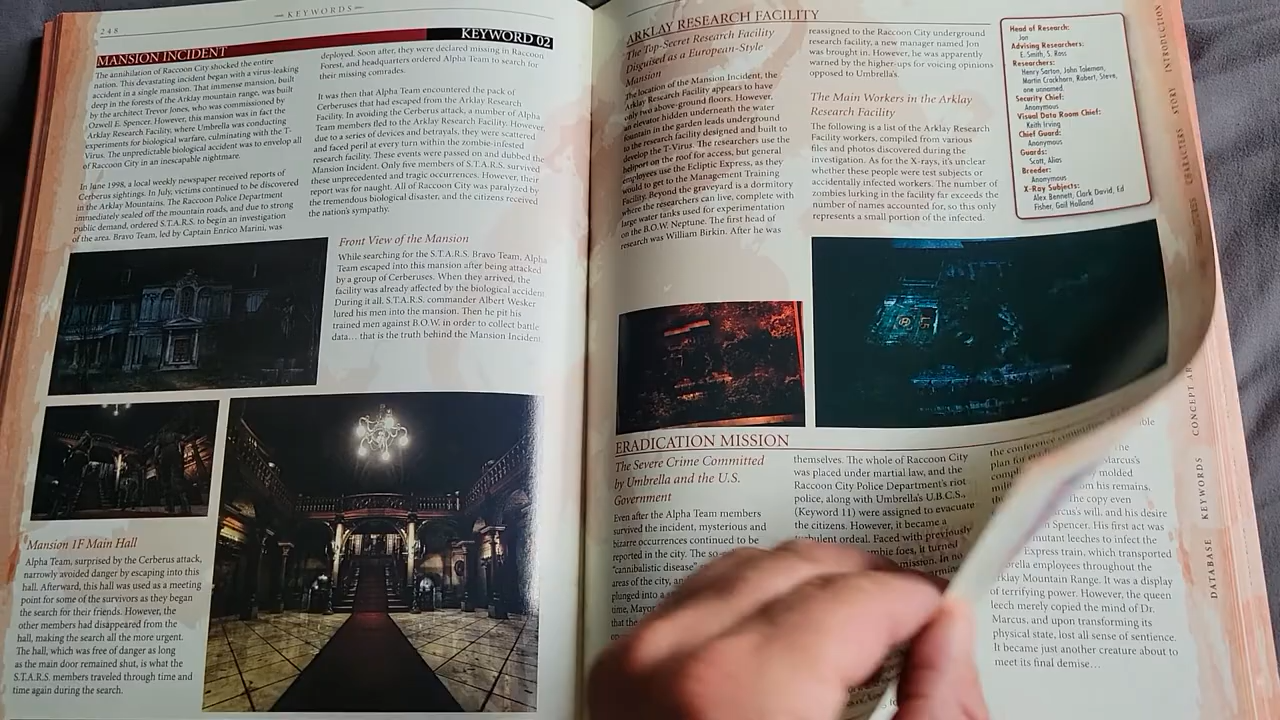 248
—KEYWORDS—
KEYWORD 02
MANSION INCIDENT
The annihilation of Raccoon City shocked the entire
nation. This devastating incident began with a virus-leaking
accident in a single mansion. That immense mansion, built
deep in the forests of the Arklay mountain range, was built
by the architect Trevor Jones, who was commissioned by
Ozwell E. Spencer. However, this mansion was in fact the
Arklay Research Facility, where Umbrella was conducting
experiments for biological warfare, culminating with the T-
Virus. The unpredictable biological accident was to envelop all
of Raccoon City in an inescapable nightmare.
In June 1998, a local weekly newspaper received reports of
Cerberus sightings. In July, victims continued to be discovered
in the Arklay Mountains. The Raccoon Police Department
immediately sealed off the mountain roads, and due to strong
public demand, ordered S.T.A.R.S. to begin an investigation
of the area. Bravo Team, led by Captain Enrico Marini, was
deployed. Soon after, they were declared missing in Raccoon
Forest, and headquarters ordered Alpha Team to search for
their missing comrades.
It was then that Alpha Team encountered the pack of
Cerberuses that had escaped from the Arklay Research
Facility. In avoiding the Cerberus attack, a number of Alpha
Team members fled to the Arklay Research Facility. However,
due to a series of deceits and betrayals, they were scattered
and faced peril at every turn within the zombie-infested
research facility. These events were passed on and dubbed the
Mansion Incident. Only five members of S.T.A.R.S. survived
these unprecedented and tragic occurrences. However, their
report was for naught. All of Raccoon City was paralyzed by
the tremendous biological disaster, and the citizens received
the nation's sympathy.
Front View of the Mansion
While searching for the S.T.A.R.S. Bravo Team, Alpha
Team escaped into this mansion after being attacked
by a group of Cerberuses. When they arrived, the
facility was already affected by the biological accident.
During it all, S.T.A.R.S. commander Albert Wesker
lured his men into the mansion. Then he pit his
trained men against B.O.W. in order to collect battle
data… that is the truth behind the Mansion Incident.
Mansion 1F Main Hall
Alpha Team, surprised by the Cerberus attack,
narrowly avoided danger by escaping into this
hall. Afterward, this hall was used as a meeting
point for some of the survivors as they began
the search for their friends. However, the
other members had disappeared from the
hall, making the search all the more urgent.
The hall, which was free of danger as long
as the main door remained shut, is what the
S.T.A.R.S. members traveled through time and
time again during the search.
ARKLAY RESEARCH FACILITY
The Top-Secret Research Facility
Disguised as a European-Style
Mansion
The location of the Mansion Incident, the
Arklay Research Facility appears to have
only two above-ground floors. However,
an elevator hidden underneath the water
fountain in the garden leads underground
to the research facility designed and built to
develop the T-Virus. The researchers use the
heliport on the roof for access, but general
employees use the Ecliptic Express, as they
would to get to the Management Training
Facility. Beyond the graveyard is a dormitory
where the researchers can live, complete with
large water tanks used for experimentation
on the B.O.W. Neptune. The first head of
research was William Birkin. After he was
reassigned to the Raccoon City underground
research facility, a new manager named Jon
was brought in. However, he was apparently
warned by the higher-ups for voicing opinions
opposed to Umbrella's.
The Main Workers in the Arklay
Research Facility
The following is a list of the Arklay Research
Facility workers, compiled from various
files and photos discovered during the
investigation. As for the X-rays, it's unclear
whether these people were test subjects or
accidentally infected workers. The number of
zombies lurking in the facility far exceeds the
number of names accounted for, so this only
represents a small portion of the infected.
Head of Research:
Jon
Advising Researchers:
E. Smith, S. Ross
Researchers:
Henry Sarton, John Toleman,
Martin Crackhorn, Robert, Steve,
one unnamed.
Security Chief:
Anonymous
Visual Data Room Chief:
Keith Irving
Chief Guard:
Anonymous
Guards:
Scott, Alias
Breeder:
Anonymous
X-Ray Subjects:
Alex Bennett, Clark David, Ed
Fisher, Gail Holland
ERADICATION MISSION
The Severe Crime Committed
by Umbrella and the U.S.
Government
Even after the Alpha Team members
survived the incident, mysterious and
bizarre occurrences continued to be
reported in the city. The so-
"cannibalistic disease"
areas of the city, an
plunged into a
time, Mayor
themselves. The whole of Raccoon City
was placed under martial law, and the
Raccoon City Police Department's riot
police, along with Umbrella's U.B.C.S.,
(Keyword 11) were assigned to evacuate
the citizens. However, it became a
turbulent ordeal. Faced with previously
zombie foes, it turned
mission. In no
the conference
plan for
The
Marcus's
molded
om his remains.
The copy even
rcus's will, and his desire
n Spencer. His first act was
mutant leeches to infect the
Express train, which transported
brella employees throughout the
rklay Mountain Range. It was a display
of terrifying power. However, the queen
leech merely copied the mind of Dr.
Marcus, and upon transforming its
physical state, lost all sense of sentience.
It became just another creature about to
meet its final demise…
INTRODUCTION
STORY
CHARACTERS
CONCEPT AR
KEYWORDS
DATABASE